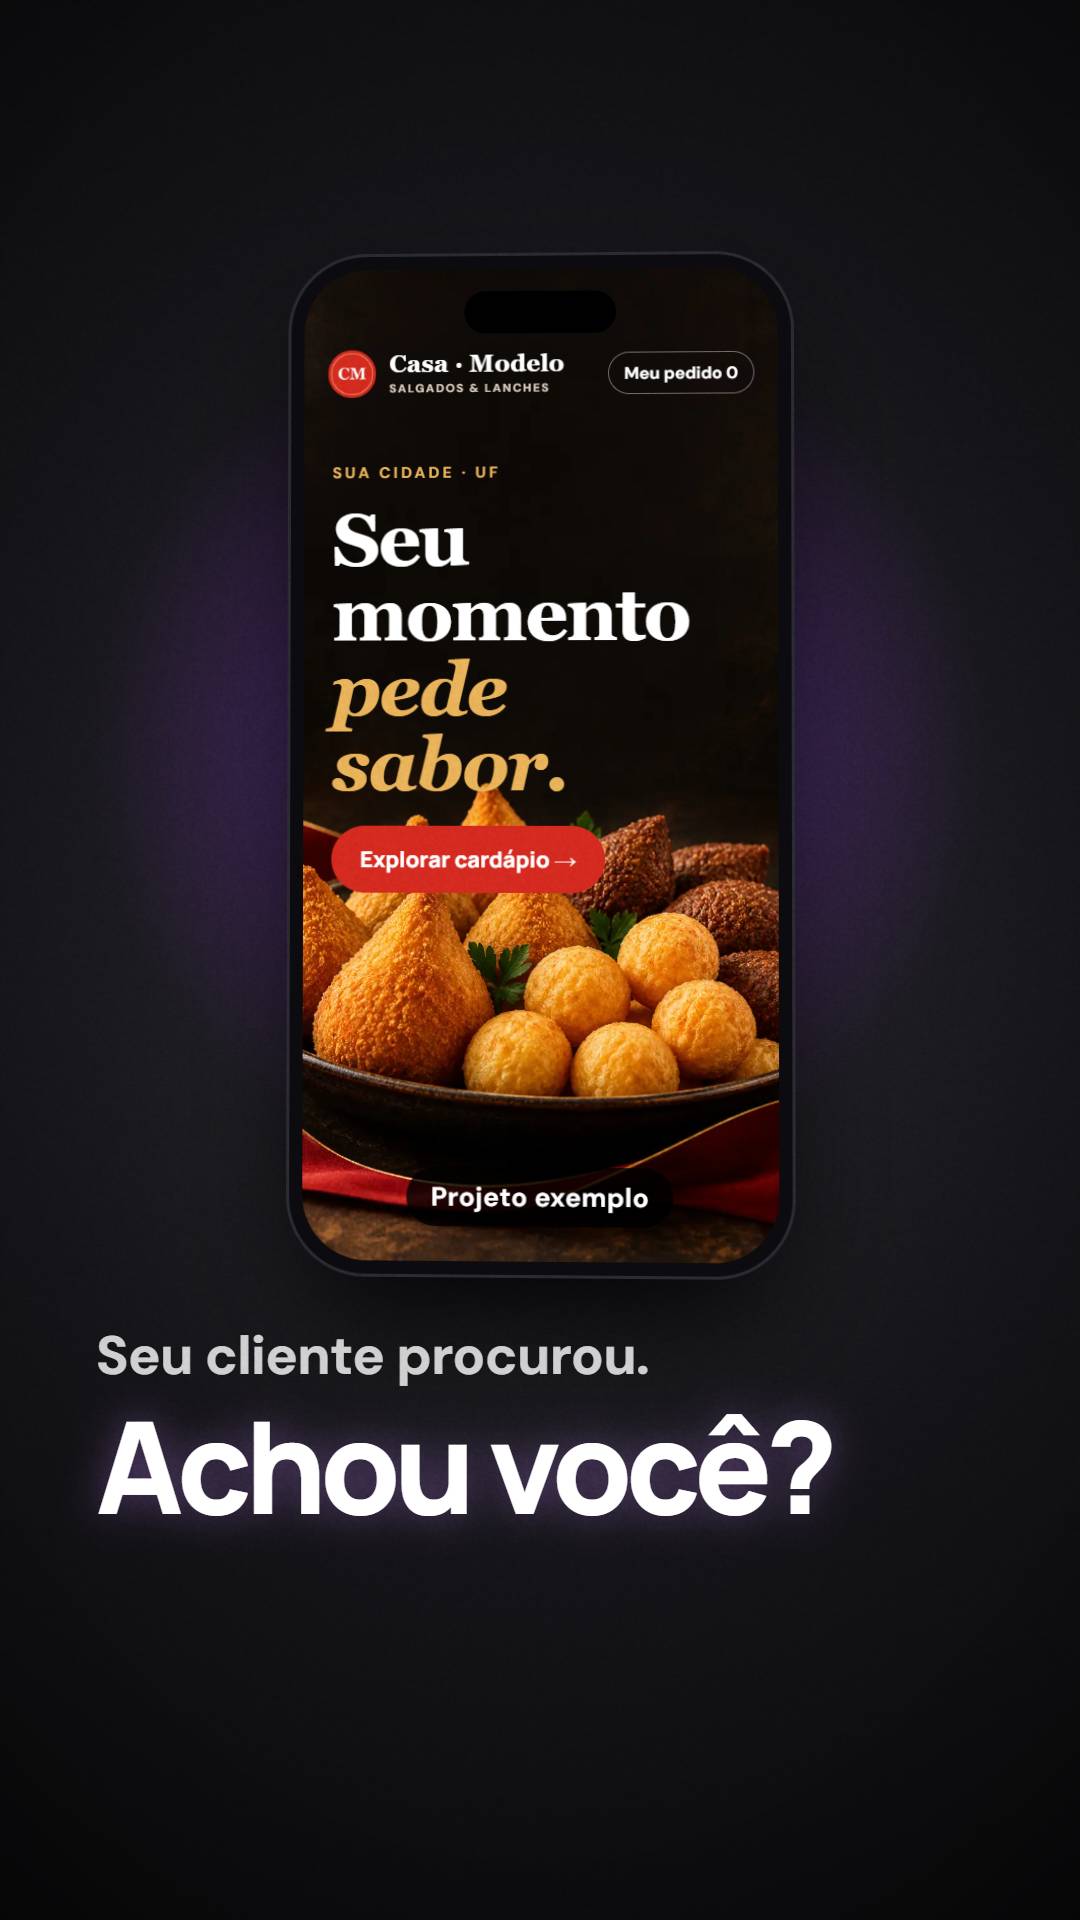 CM
Casa · Modelo
SALGADOS & LANCHES
Meu pedido 0
SUA CIDADE · UF
Seu
momento
pede
sabor.
Explorar cardápio →
Projeto exemplo
Seu cliente procurou.
Achou você?